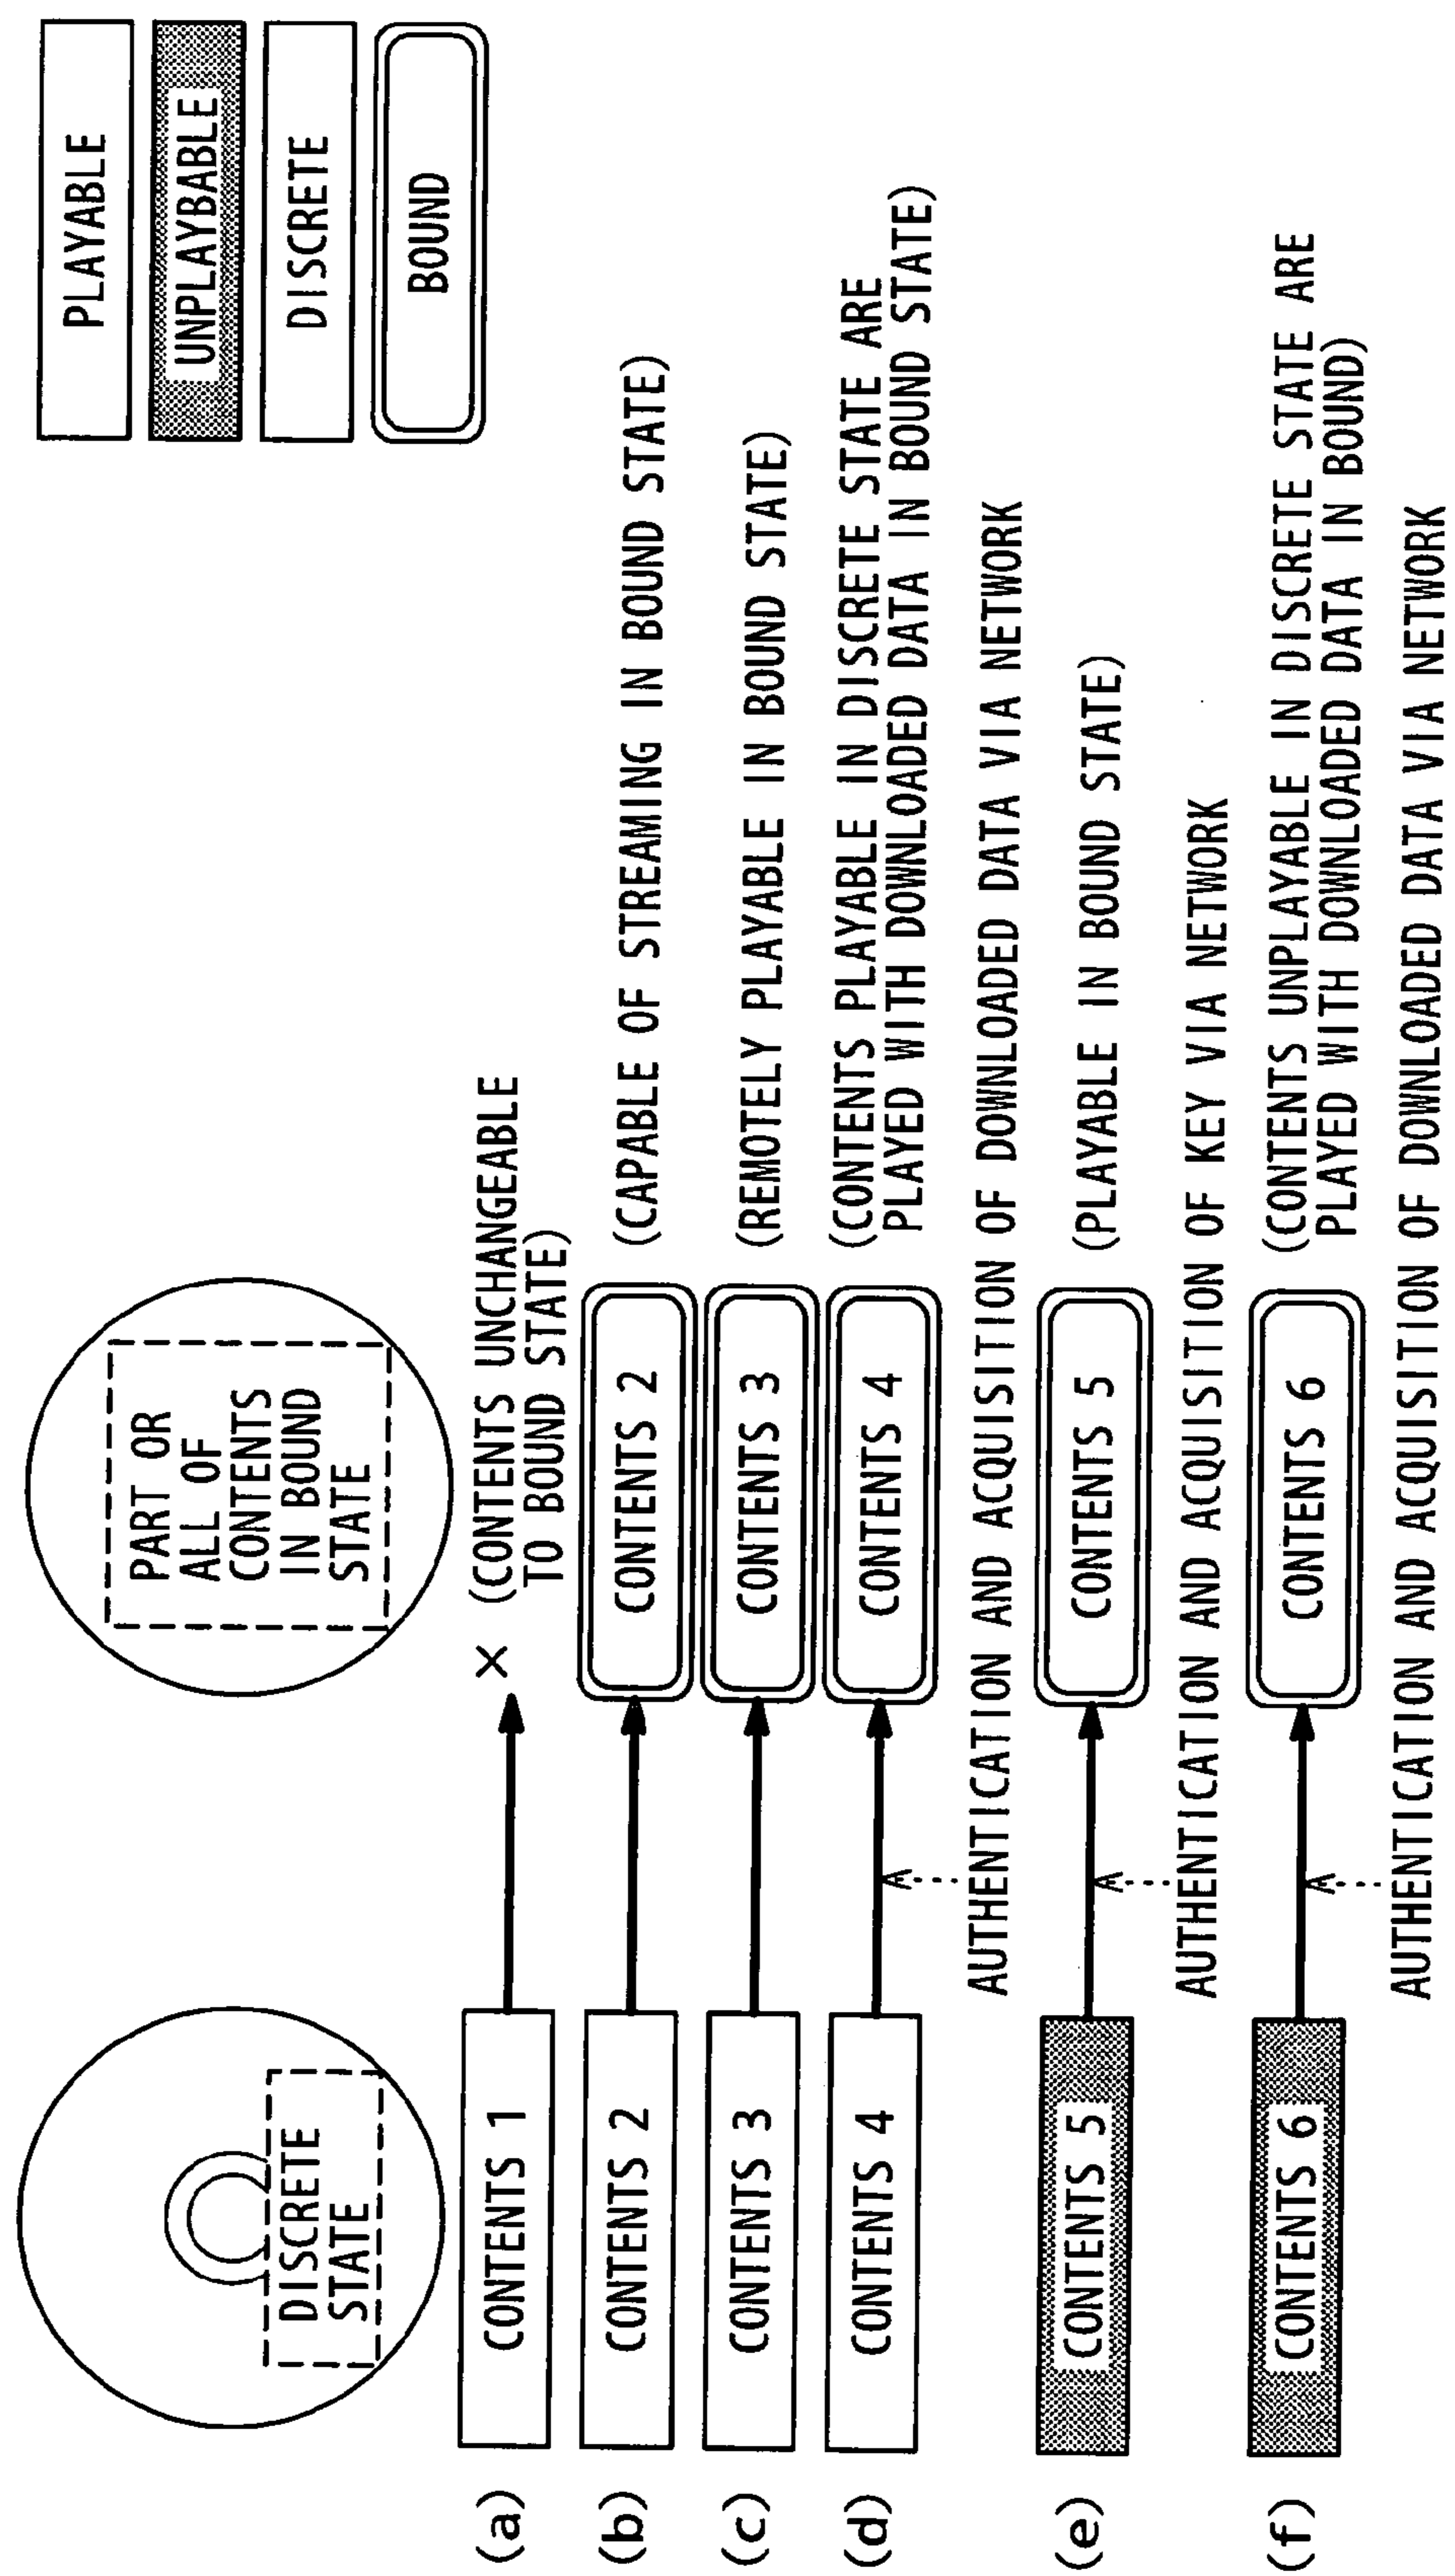 PLAYABLE
UNPLAYBABLE
DISCRETE
BOUND
DISCRETE
STATE
PART OR
ALL OF
CONTENTS
IN BOUND
STATE
(a)
CONTENTS 1
× (CONTENTS UNCHANGEABLE
TO BOUND STATE)
(b)
CONTENTS 2
CONTENTS 2
(CAPABLE OF STREAMING IN BOUND STATE)
(c)
CONTENTS 3
CONTENTS 3
(REMOTELY PLAYABLE IN BOUND STATE)
(d)
CONTENTS 4
CONTENTS 4
(CONTENTS PLAYABLE IN DISCRETE STATE ARE
PLAYED WITH DOWNLOADED DATA IN BOUND STATE)
AUTHENTICATION AND ACQUISITION OF DOWNLOADED DATA VIA NETWORK
(e)
CONTENTS 5
CONTENTS 5
(PLAYABLE IN BOUND STATE)
AUTHENTICATION AND ACQUISITION OF KEY VIA NETWORK
(f)
CONTENTS 6
CONTENTS 6
(CONTENTS UNPLAYABLE IN DISCRETE STATE ARE
PLAYED WITH DOWNLOADED DATA IN BOUND)
AUTHENTICATION AND ACQUISITION OF DOWNLOADED DATA VIA NETWORK